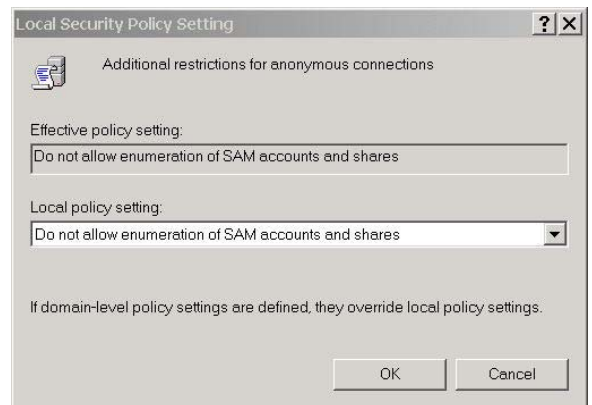 Local Security Policy Setting
Additional restrictions for anonymous connections
Effective policy setting:
Do not allow enumeration of SAM accounts and shares
Local policy setting:
Do not allow enumeration of SAM accounts and shares
If domain-level policy settings are defined, they override local policy settings.
OK Cancel